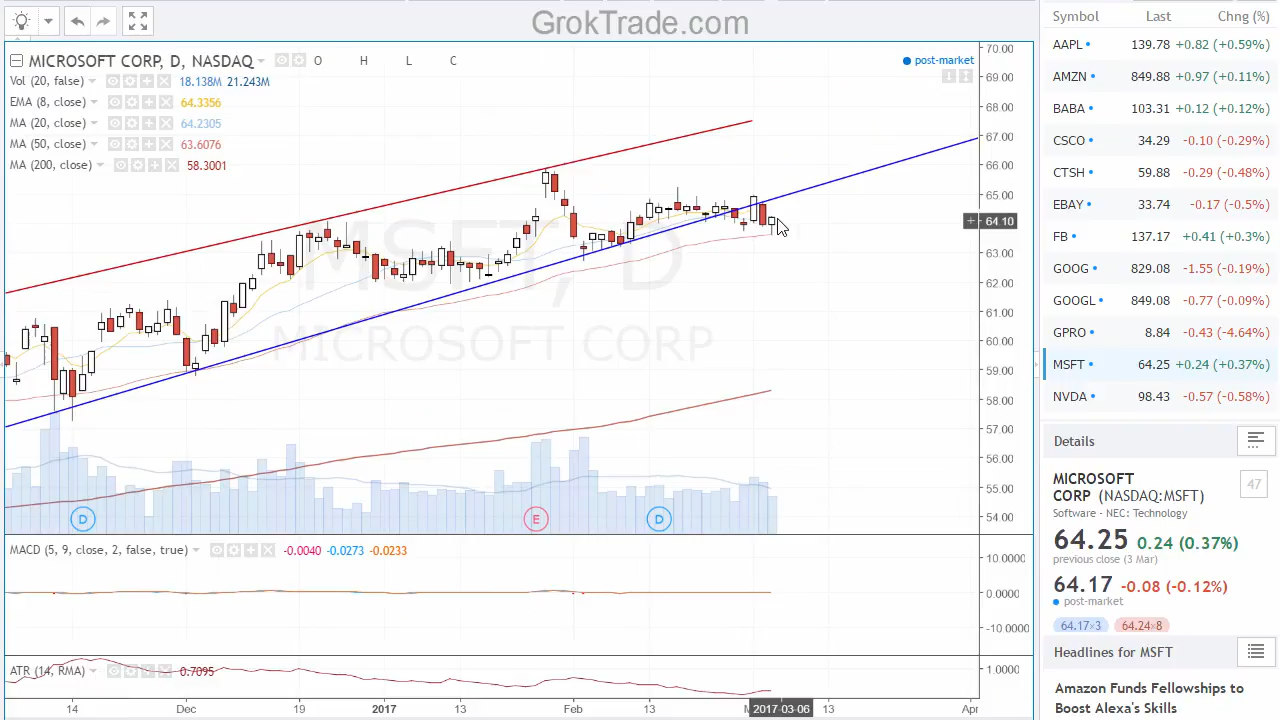 GrokTrade.com
MICROSOFT CORP, D, NASDAQ O H L C
post-market
Vol (20, false) 18.138M 21.243M
EMA (8, close) 64.3356
MA (20, close) 64.2305
MA (50, close) 63.6076
MA (200, close) 58.3001
MSFT, D
MICROSOFT CORP
70.00
69.00
68.00
67.00
66.00
65.00
64.10
63.00
62.00
61.00
60.00
59.00
58.00
57.00
56.00
55.00
54.00
D
E
D
MACD (5, 9, close, 2, false, true) -0.0040 -0.0273 -0.0233
10.0000
0.0000
-10.0000
ATR (14, RMA) 0.7095
1.0000
14 Dec 19 2017 13 Feb 13 2017-03-06 13 Apr
Symbol Last Chng (%)
AAPL 139.78 +0.82 (+0.59%)
AMZN 849.88 +0.97 (+0.11%)
BABA 103.31 +0.12 (+0.12%)
CSCO 34.29 -0.10 (-0.29%)
CTSH 59.88 -0.29 (-0.48%)
EBAY 33.74 -0.17 (-0.5%)
FB 137.17 +0.41 (+0.3%)
GOOG 829.08 -1.55 (-0.19%)
GOOGL 849.08 -0.77 (-0.09%)
GPRO 8.84 -0.43 (-4.64%)
MSFT 64.25 +0.24 (+0.37%)
NVDA 98.43 -0.57 (-0.58%)
Details
MICROSOFT
CORP (NASDAQ:MSFT)
47
Software - NEC: Technology
64.25 0.24 (0.37%)
previous close (3 Mar)
64.17 -0.08 (-0.12%)
post-market
64.17×3 64.24×8
Headlines for MSFT
Amazon Funds Fellowships to
Boost Alexa's Skills